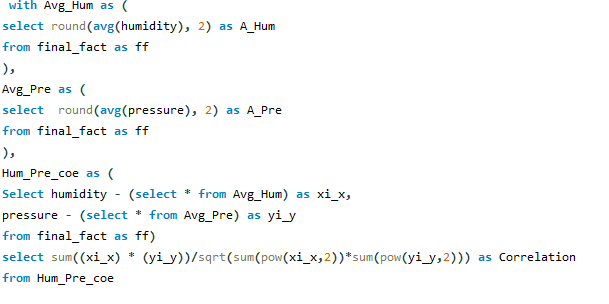 with Avg_Hum as (
select round(avg(humidity), 2) as A_Hum
from final_fact as ff
),
Avg_Pre as (
select  round(avg(pressure), 2) as A_Pre
from final_fact as ff
),
Hum_Pre_coe as (
Select humidity - (select * from Avg_Hum) as xi_x,
pressure - (select * from Avg_Pre) as yi_y
from final_fact as ff)
select sum((xi_x) * (yi_y))/sqrt(sum(pow(xi_x,2))*sum(pow(yi_y,2))) as Correlation
from Hum_Pre_coe